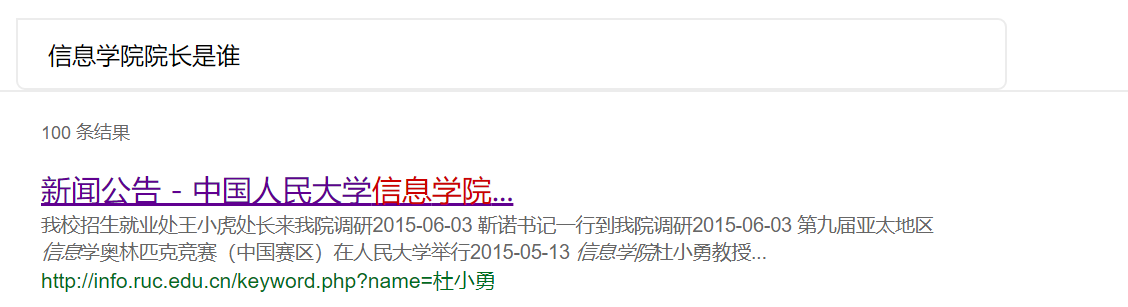 信息学院院长是谁
100 条结果
新闻公告 - 中国人民大学信息学院...
我校招生就业处王小虎处长来我院调研2015-06-03 靳诺书记一行到我院调研2015-06-03 第九届亚太地区
信息学奥林匹克竞赛（中国赛区）在人民大学举行2015-05-13 信息学院杜小勇教授...
http://info.ruc.edu.cn/keyword.php?name=杜小勇